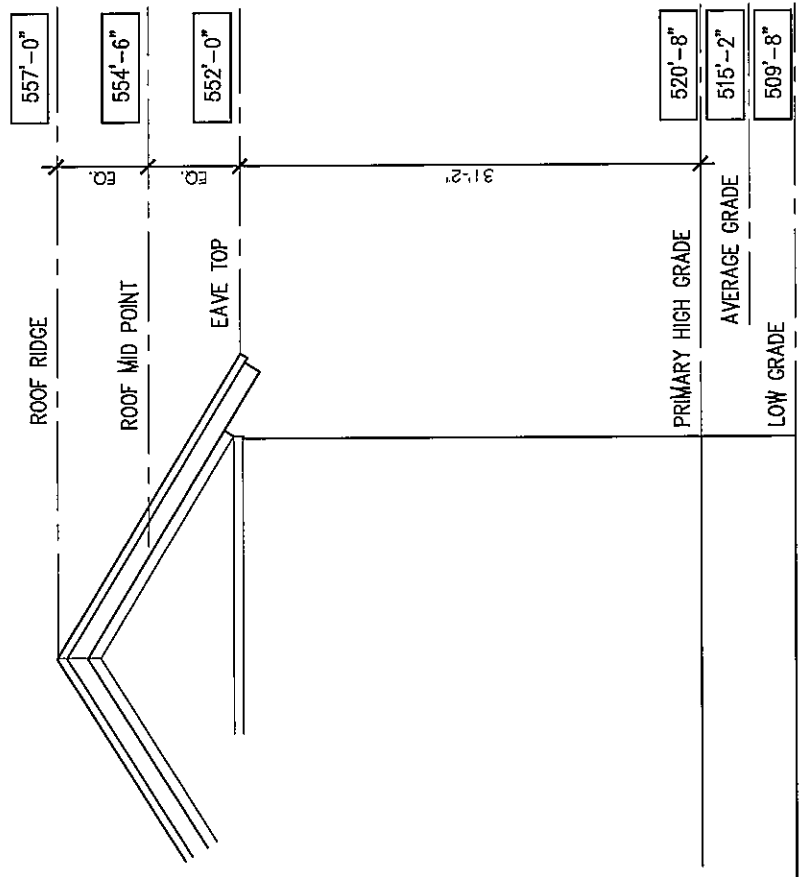 557'-0"
ROOF RIDGE
EQ.
554'-6"
ROOF MID POINT
EQ.
552'-0"
EAVE TOP
31'-2"
520'-8"
PRIMARY HIGH GRADE
515'-2"
AVERAGE GRADE
509'-8"
LOW GRADE